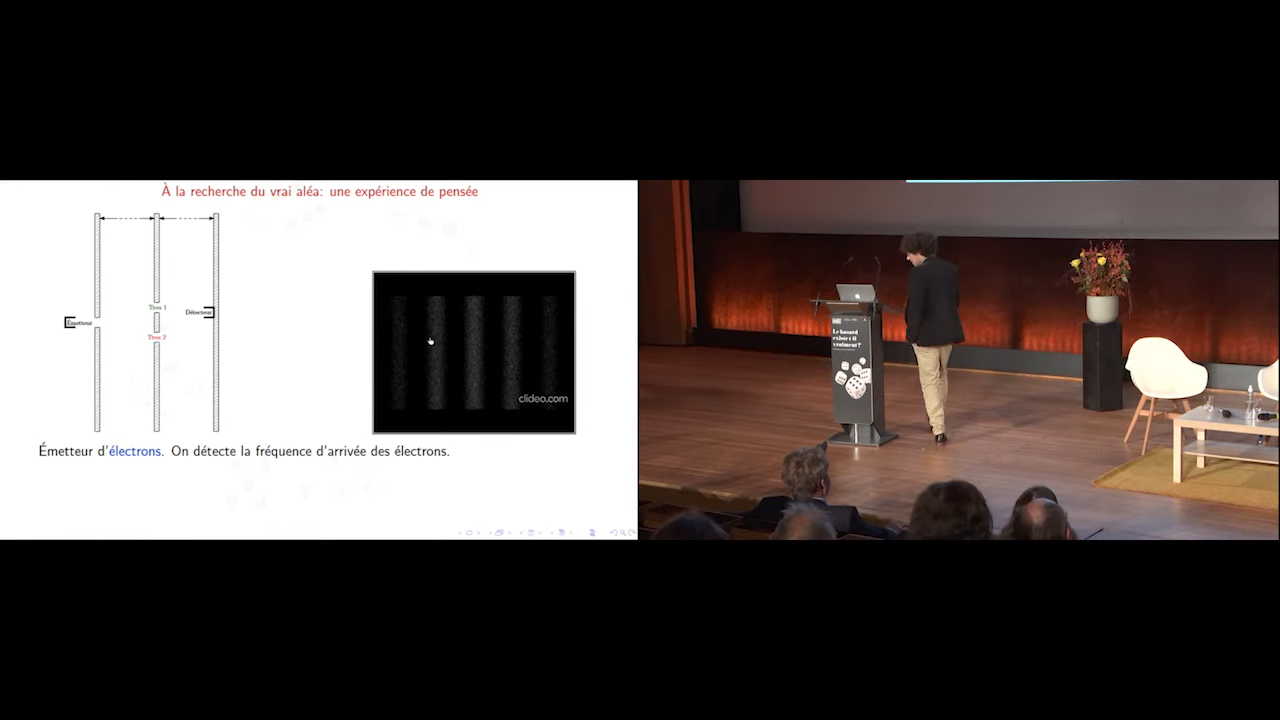 À la recherche du vrai aléa: une expérience de pensée
Trou 1
Détecteur
Émetteur
Trou 2
clideo.com
Émetteur d'électrons. On détecte la fréquence d'arrivée des électrons.
Le hasard
existe-t-il
vraiment?